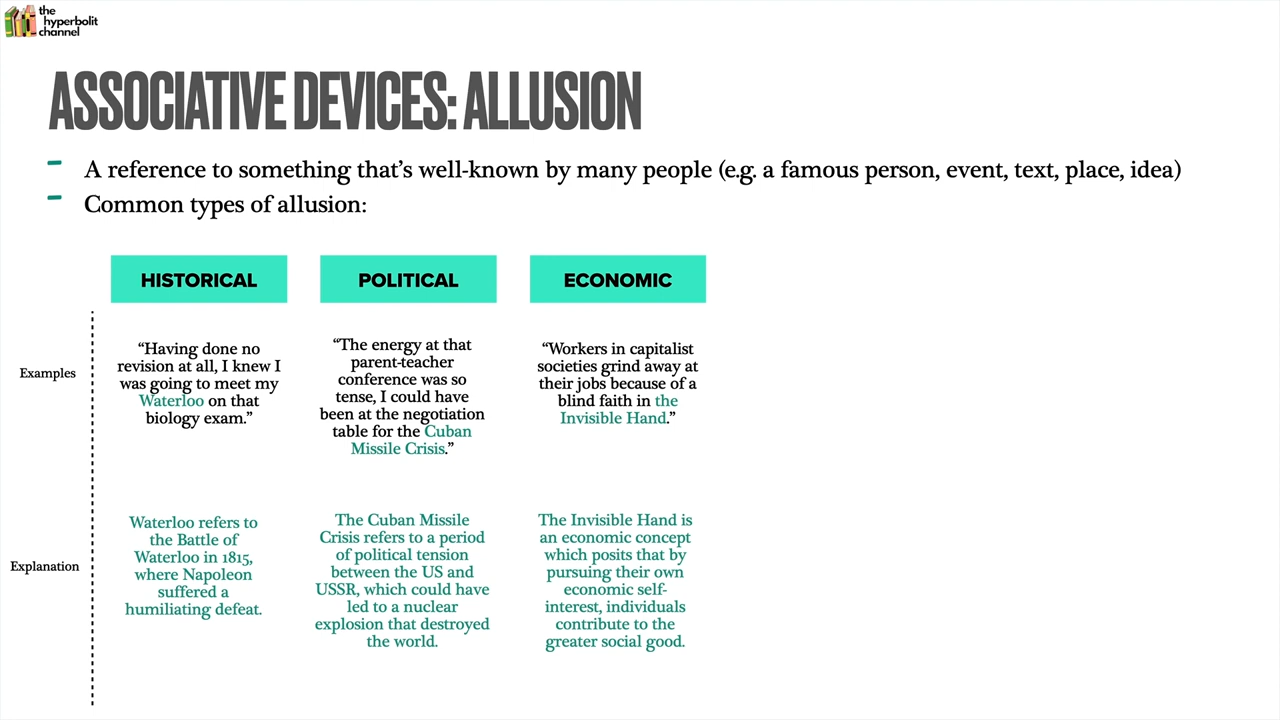 the
hyperbolit
channel
ASSOCIATIVE DEVICES: ALLUSION
- A reference to something that's well-known by many people (e.g. a famous person, event, text, place, idea)
- Common types of allusion:
HISTORICAL
POLITICAL
ECONOMIC
Examples
“Having done no
revision at all, I knew I
was going to meet my
Waterloo on that
biology exam.”
“The energy at that
parent-teacher
conference was so
tense, I could have
been at the negotiation
table for the Cuban
Missile Crisis.”
“Workers in capitalist
societies grind away at
their jobs because of a
blind faith in the
Invisible Hand.”
Explanation
Waterloo refers to
the Battle of
Waterloo in 1815,
where Napoleon
suffered a
humiliating defeat.
The Cuban Missile
Crisis refers to a period
of political tension
between the US and
USSR, which could have
led to a nuclear
explosion that destroyed
the world.
The Invisible Hand is
an economic concept
which posits that by
pursuing their own
economic self-
interest, individuals
contribute to the
greater social good.